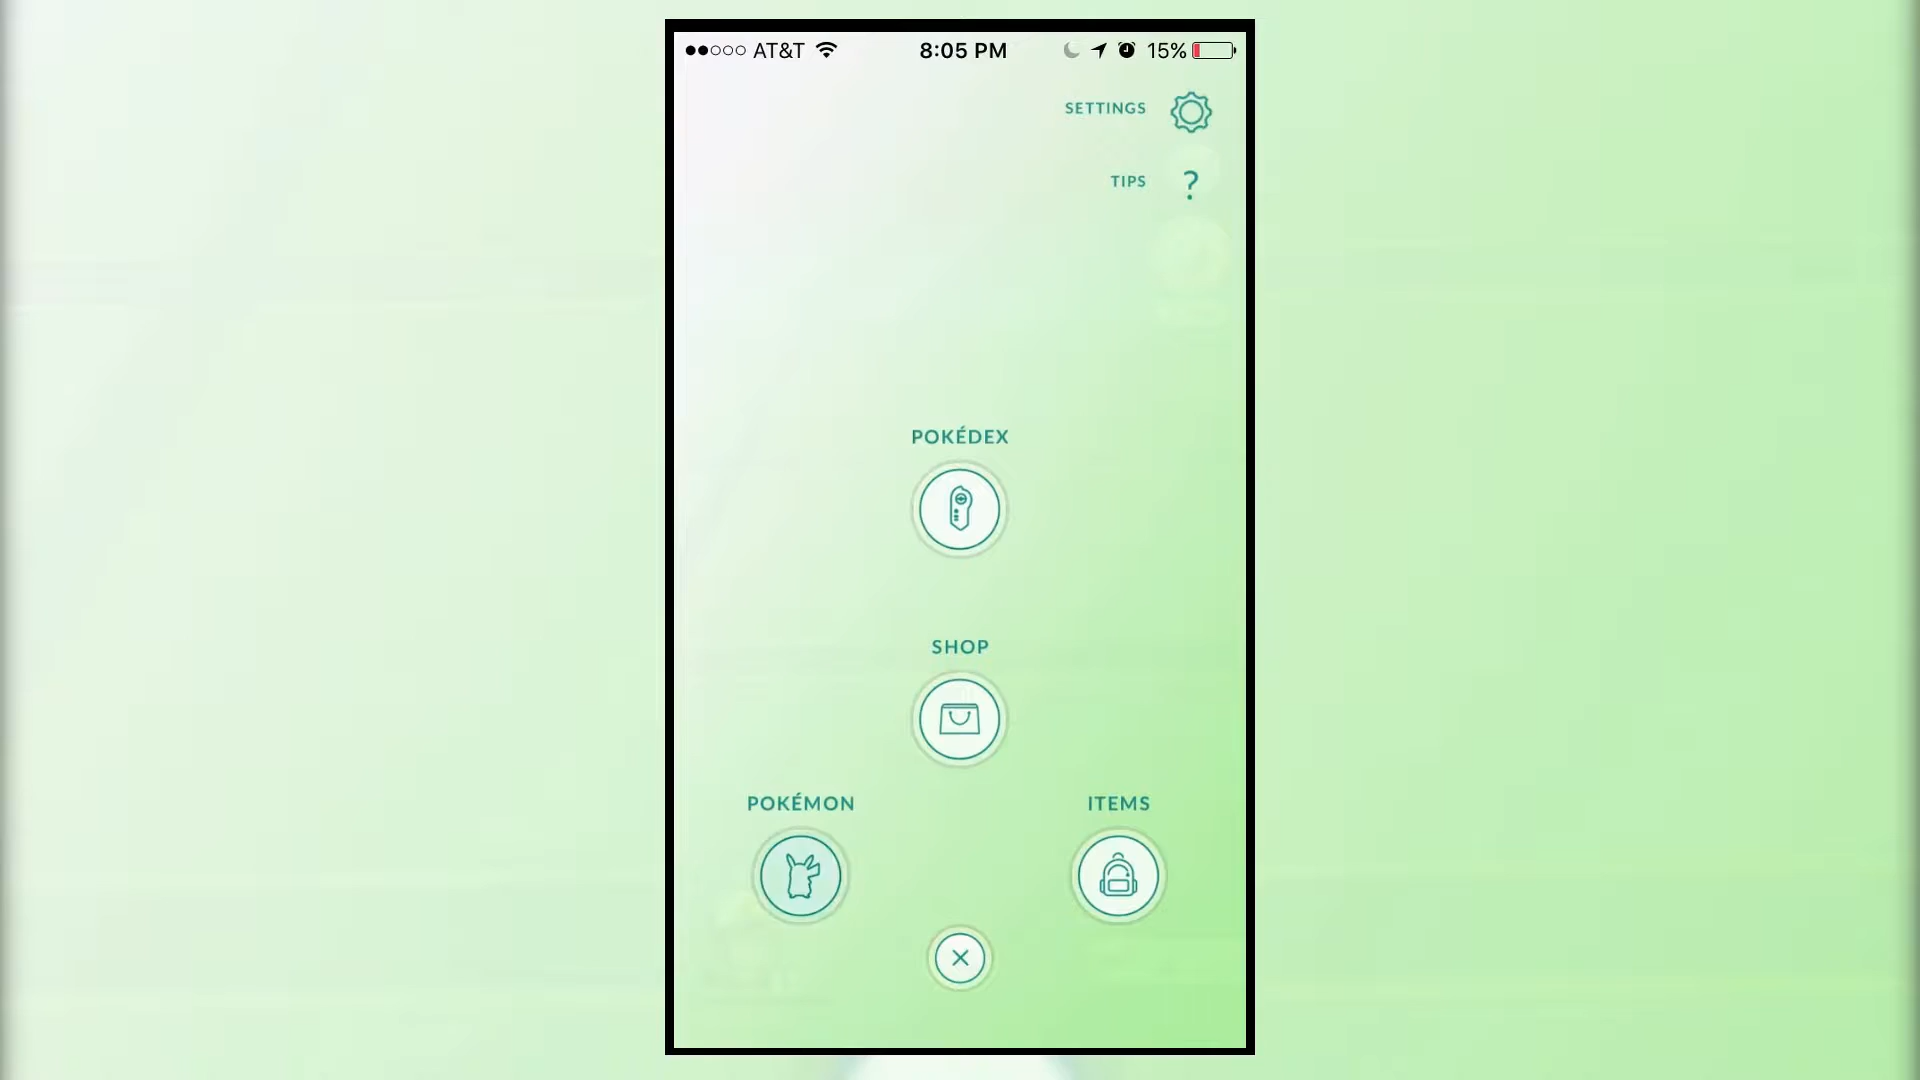 AT&T 8:05 PM 15%
SETTINGS
TIPS ?
POKÉDEX
SHOP
POKÉMON ITEMS